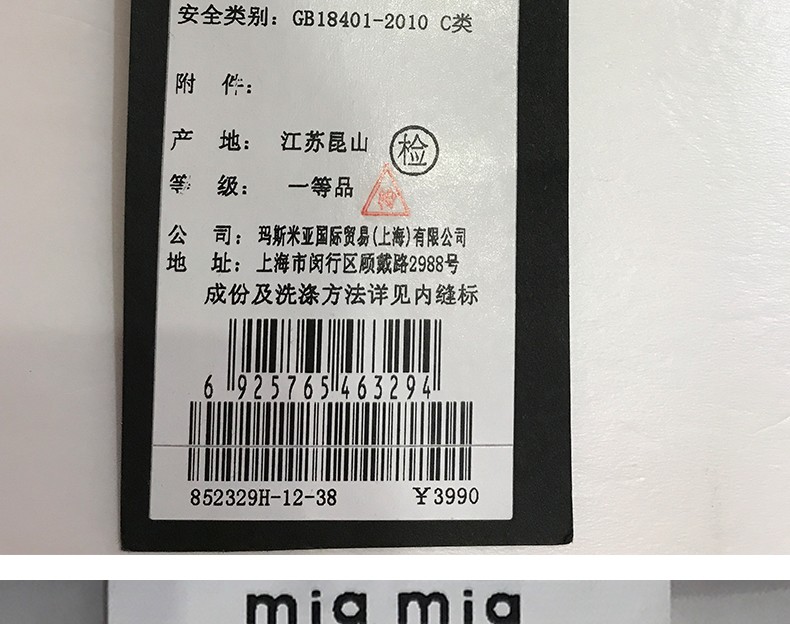 安全类别：GB18401-2010 C类
附 件：
产 地：江苏昆山 检
等 级：一等品
公 司：玛斯米亚国际贸易(上海)有限公司
地 址：上海市闵行区顾戴路2988号
成份及洗涤方法详见内缝标
6 925765 463294
852329H-12-38 ￥3990
mia mia